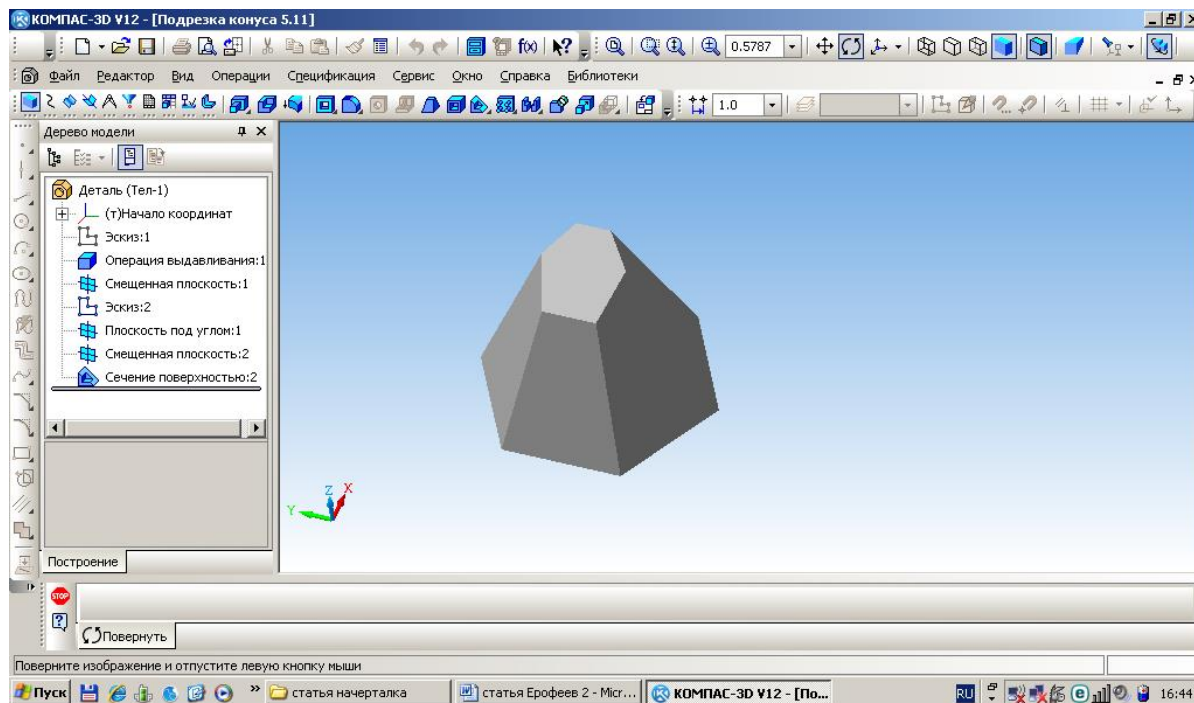 КОМПАС-3D V12 - [Подрезка конуса 5.11]
0.5787
Файл Редактор Вид Операции Спецификация Сервис Окно Справка Библиотеки
1.0
Дерево модели
Деталь (Тел-1)
(т)Начало координат
Эскиз:1
Операция выдавливания:1
Смещенная плоскость:1
Эскиз:2
Плоскость под углом:1
Смещенная плоскость:2
Сечение поверхностью:2
Z X
Y
Построение
STOP
Повернуть
Поверните изображение и отпустите левую кнопку мыши
Пуск » статья начерталка статья Ерофеев 2 - Micr... КОМПАС-3D V12 - [По... RU 16:44